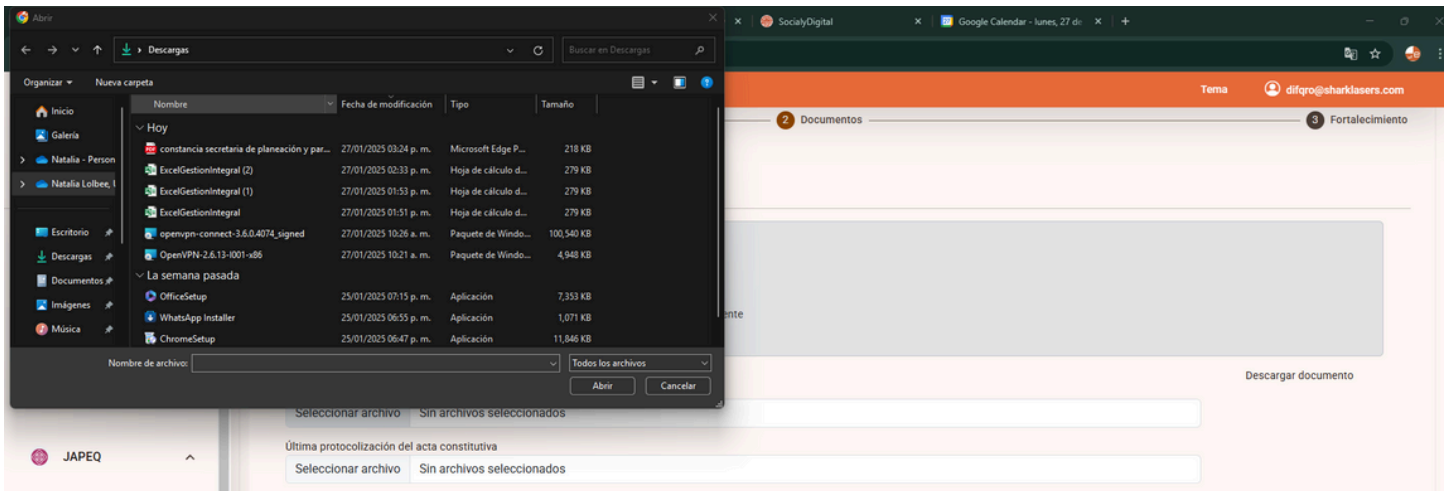 Abrir
SocialyDigital
Google Calendar - lunes, 27 de
Descargas
Buscar en Descargas
Organizar
Nueva carpeta
Tema
difqro@sharklasers.com
Nombre
Fecha de modificación
Tipo
Tamaño
Inicio
Galería
Natalia - Person
Natalia Lolbee, l
Escritorio
Descargas
Documentos
Imágenes
Música
Hoy
constancia secretaria de planeación y par... 27/01/2025 03:24 p. m. Microsoft Edge P... 218 KB
ExcelGestionIntegral (2) 27/01/2025 02:33 p. m. Hoja de cálculo d... 279 KB
ExcelGestionIntegral (1) 27/01/2025 01:53 p. m. Hoja de cálculo d... 279 KB
ExcelGestionIntegral 27/01/2025 01:51 p. m. Hoja de cálculo d... 279 KB
openvpn-connect-3.6.0.4074_signed 27/01/2025 10:26 a. m. Paquete de Windo... 100,540 KB
OpenVPN-2.6.13-I001-x86 27/01/2025 10:21 a. m. Paquete de Windo... 4,948 KB
La semana pasada
OfficeSetup 25/01/2025 07:15 p. m. Aplicación 7,353 KB
WhatsApp Installer 25/01/2025 06:55 p. m. Aplicación 1,071 KB
ChromeSetup 25/01/2025 06:47 p. m. Aplicación 11,846 KB
Nombre de archivo:
Todos los archivos
Abrir
Cancelar
2 Documentos
3 Fortalecimiento
ente
Descargar documento
Seleccionar archivo Sin archivos seleccionados
Última protocolización del acta constitutiva
Seleccionar archivo Sin archivos seleccionados
JAPEQ